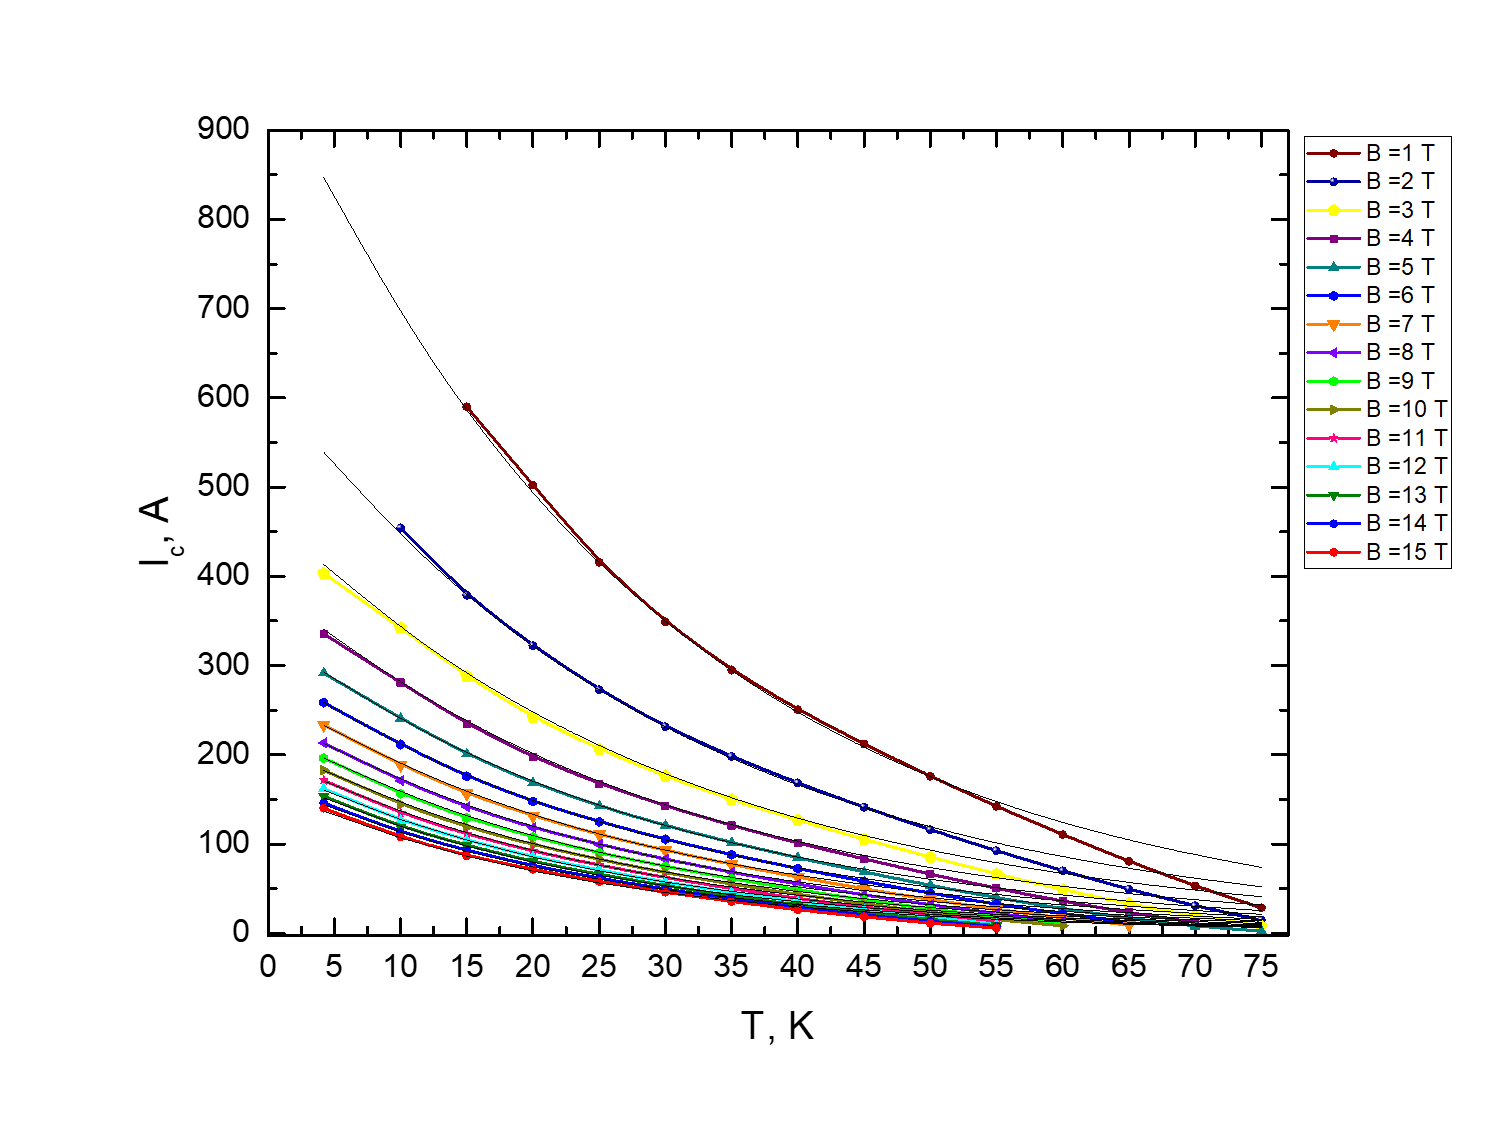 900
800
700
600
500
400
300
200
100
0
I_c, A
0 5 10 15 20 25 30 35 40 45 50 55 60 65 70 75
T, K
B =1 T
B =2 T
B =3 T
B =4 T
B =5 T
B =6 T
B =7 T
B =8 T
B =9 T
B =10 T
B =11 T
B =12 T
B =13 T
B =14 T
B =15 T